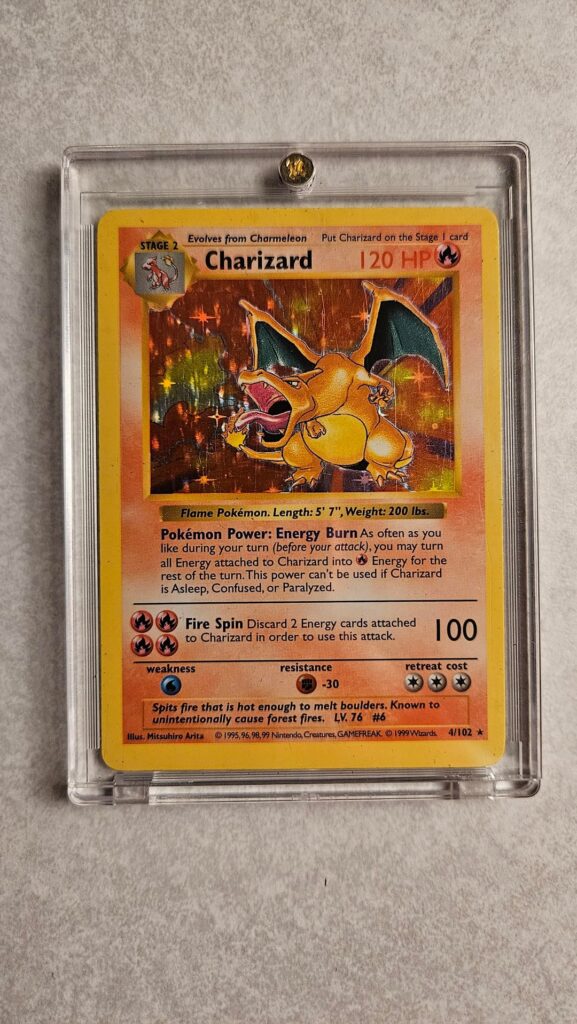 Evolves from Charmeleon Put Charizard on the Stage 1 card
STAGE 2
Charizard 120 HP
Flame Pokémon. Length: 5' 7", Weight: 200 lbs.
Pokémon Power: Energy Burn As often as you
like during your turn (before your attack), you may turn
all Energy attached to Charizard into Energy for the
rest of the turn. This power can't be used if Charizard
is Asleep, Confused, or Paralyzed.
Fire Spin Discard 2 Energy cards attached
to Charizard in order to use this attack. 100
weakness resistance retreat cost
-30
Spits fire that is hot enough to melt boulders. Known to
unintentionally cause forest fires. LV. 76 #6
Illus. Mitsuhiro Arita © 1995, 96, 98, 99 Nintendo, Creatures, GAMEFREAK. © 1999 Wizards. 4/102 ★